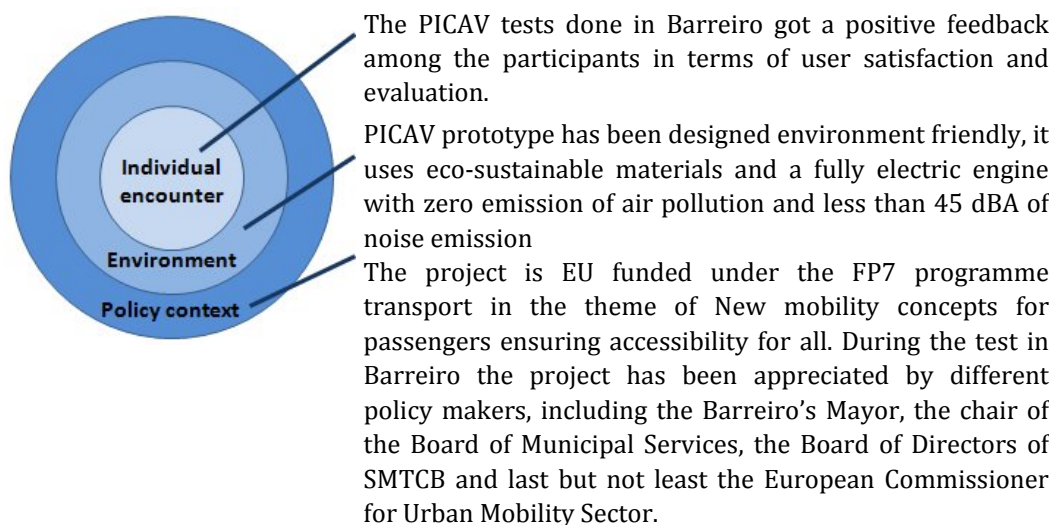 Individual
encounter
Environment
Policy context
The PICAV tests done in Barreiro got a positive feedback
among the participants in terms of user satisfaction and
evaluation.
PICAV prototype has been designed environment friendly, it
uses eco-sustainable materials and a fully electric engine
with zero emission of air pollution and less than 45 dBA of
noise emission
The project is EU funded under the FP7 programme
transport in the theme of New mobility concepts for
passengers ensuring accessibility for all. During the test in
Barreiro the project has been appreciated by different
policy makers, including the Barreiro’s Mayor, the chair of
the Board of Municipal Services, the Board of Directors of
SMTCB and last but not least the European Commissioner
for Urban Mobility Sector.